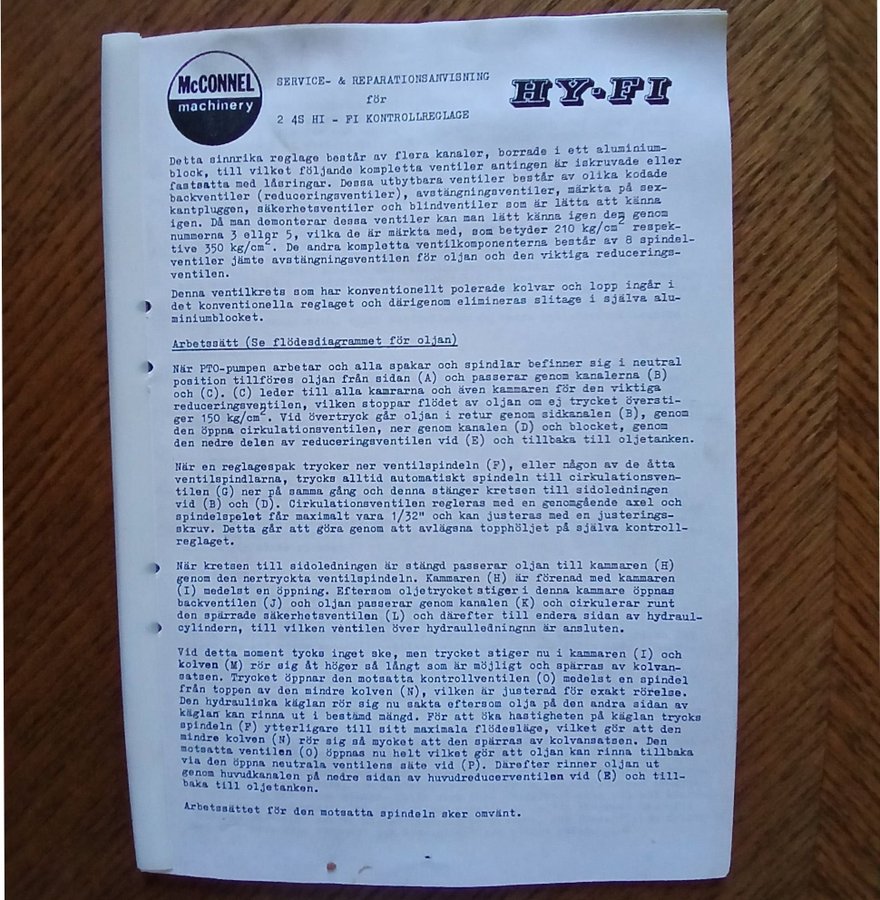 McCONNEL
machinery
SERVICE- & REPARATIONSANVISNING
för
2 4S HI - FI KONTROLLREGLAGE
HY-FI
Detta sinnrika reglage består av flera kanaler, borrade i ett aluminium-
block, till vilket följande kompletta ventiler antingen är iskruvade eller
fastsatta med låsringar. Dessa utbytbara ventiler består av olika kodade
backventiler (reduceringsventiler), avstängningsventiler, märkta på sex-
kantpluggen, säkerhetsventiler och blindventiler som är lätta att känna
igen. Då man demonterar dessa ventiler kan man lätt känna igen dem genom
nummerna 3 eller 5, vilka de är märkta med, som betyder 210 kg/cm2 respek-
tive 350 kg/cm2. De andra kompletta ventilkomponenterna består av 8 spindel-
ventiler jämte avstängningsventilen för oljan och den viktiga reducerings-
ventilen.
Denna ventilkrets som har konventionellt polerade kolvar och lopp ingår i
det konventionella reglaget och därigenom elimineras slitage i själva alu-
miniumblocket.
Arbetssätt (Se flödesdiagrammet för oljan)
När PTO-pumpen arbetar och alla spakar och spindlar befinner sig i neutral
position tillföres oljan från sidan (A) och passerar genom kanalerna (B)
och (C). (C) leder till alla kamrarna och även kammaren för den viktiga
reduceringsventilen, vilken stoppar flödet av oljan om ej trycket översti-
ger 150 kg/cm2. Vid övertryck går oljan i retur genom sidkanalen (B), genom
den öppna cirkulationsventilen, ner genom kanalen (D) och blocket, genom
den nedre delen av reduceringsventilen vid (E) och tillbaka till oljetanken.
När en reglagespak trycker ner ventilspindeln (F), eller någon av de åtta
ventilspindlarna, trycks alltid automatiskt spindeln till cirkulationsven-
tilen (G) ner på samma gång och denna stänger kretsen till sidoledningen
vid (B) och (D). Cirkulationsventilen regleras med en genomgående axel och
spindelspelet får maximalt vara 1/32" och kan justeras med en justerings-
skruv. Detta går att göra genom att avlägsna topphöljet på själva kontroll-
reglaget.
När kretsen till sidoledningen är stängd passerar oljan till kammaren (H)
genom den nertryckta ventilspindeln. Kammaren (H) är förenad med kammaren
(I) medelst en öppning. Eftersom oljetrycket stiger i denna kammare öppnas
backventilen (J) och oljan passerar genom kanalen (K) och cirkulerar runt
den spärrade säkerhetsventilen (L) och därefter till endera sidan av hydraul-
cylindern, till vilken ventilen över hydraulledningnn är ansluten.
Vid detta moment tycks inget ske, men trycket stiger nu i kammaren (I) och
kolven (M) rör sig åt höger så långt som är möjligt och spärras av kolvan-
satsen. Trycket öppnar den motsatta kontrollventilen (O) medelst en spindel
från toppen av den mindre kolven (N), vilken är justerad för exakt rörelse.
Den hydrauliska käglan rör sig nu sakta eftersom olja på den andra sidan av
käglan kan rinna ut i bestämd mängd. För att öka hastigheten på käglan trycks
spindeln (F) ytterligare till sitt maximala flödesläge, vilket gör att den
mindre kolven (N) rör sig så mycket att den spärras av kolvansatsen. Den
motsatta ventilen (O) öppnas nu helt vilket gör att oljan kan rinna tillbaka
via den öppna neutrala ventilens säte vid (P). Därefter rinner oljan ut
genom huvudkanalen på nedre sidan av huvudreducerventilen vid (E) och till-
baka till oljetanken.
Arbetssättet för den motsatta spindeln sker omvänt.